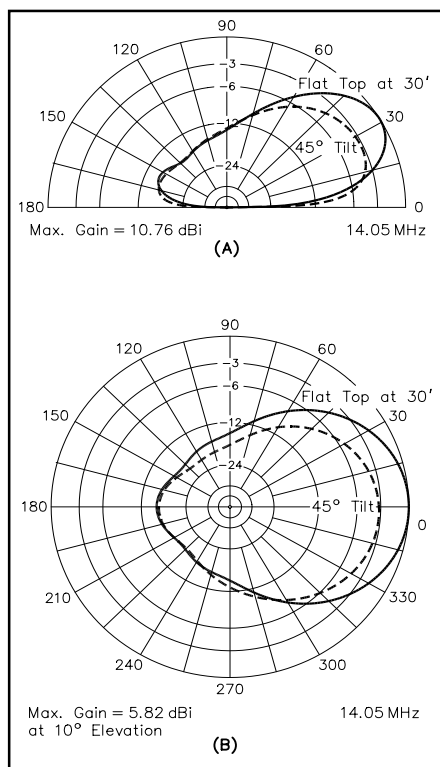 90
120
60
-3
-6
Flat Top at 30'
150
-12
30
45° Tilt
-24
180
0
Max. Gain = 10.76 dBi
14.05 MHz
(A)
90
120
60
-3
-6
Flat Top at 30'
150
30
-12
-24
180
45° Tilt
0
210
330
240
300
270
Max. Gain = 5.82 dBi
14.05 MHz
at 10° Elevation
(B)